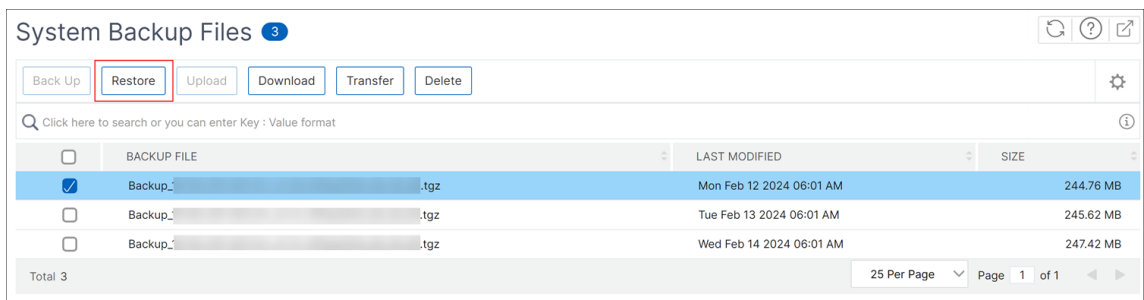 System Backup Files 3
Back Up Restore Upload Download Transfer Delete
Click here to search or you can enter Key : Value format
BACKUP FILE LAST MODIFIED SIZE
Backup_ .tgz Mon Feb 12 2024 06:01 AM 244.76 MB
Backup_ .tgz Tue Feb 13 2024 06:01 AM 245.62 MB
Backup_ .tgz Wed Feb 14 2024 06:01 AM 247.42 MB
Total 3 25 Per Page Page 1 of 1